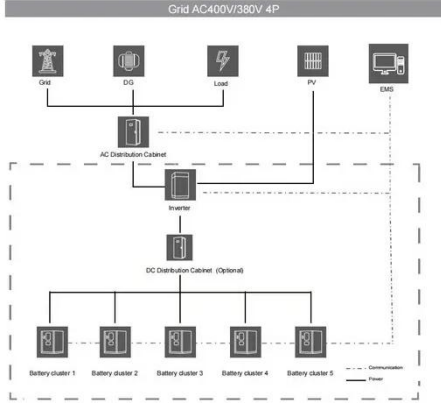 Grid AC400V/380V 4P
Grid
DG
Load
PV
EMS
AC Distribution Cabinet
Inverter
DC Distribution Cabinet (Optional)
Battery cluster 1
Battery cluster 2
Battery cluster 3
Battery cluster 4
Battery cluster 5
Communication
Power